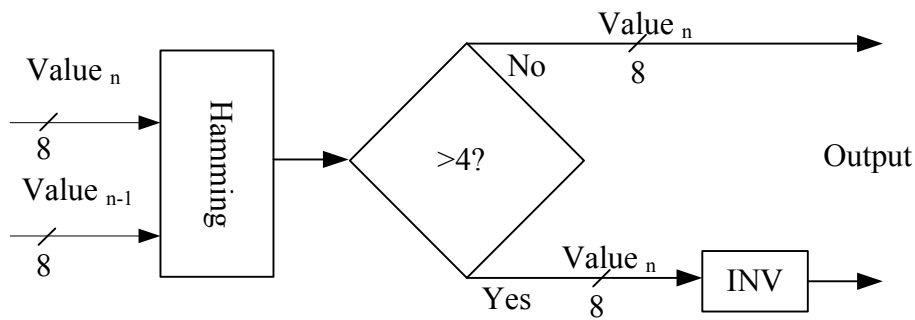 Value n
8
Value n-1
8
Hamming
>4?
No
Value n
8
Output
Yes
Value n
8
INV